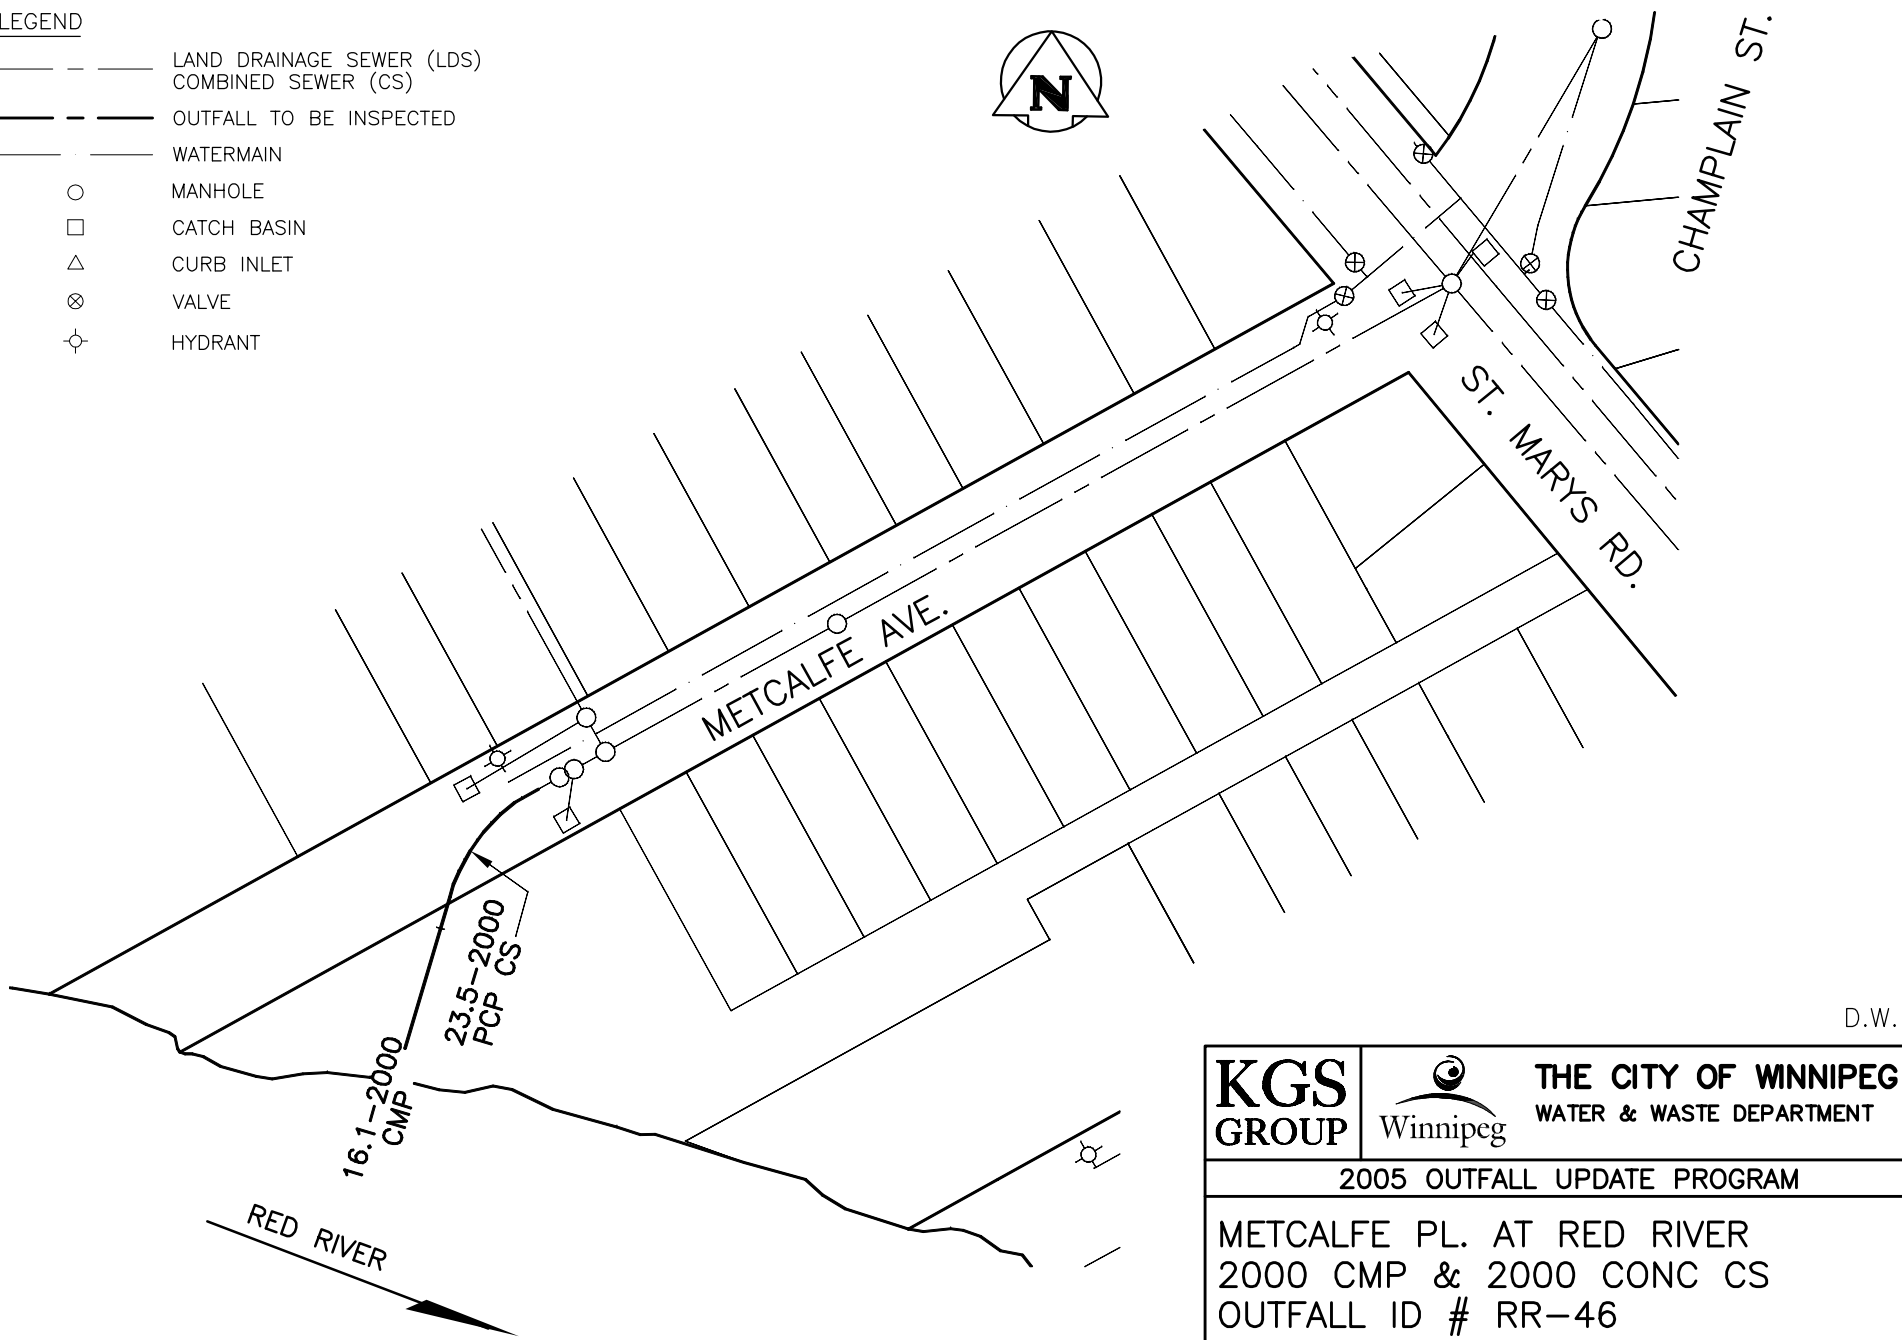 LEGEND
LAND DRAINAGE SEWER (LDS)
COMBINED SEWER (CS)
OUTFALL TO BE INSPECTED
WATERMAIN
MANHOLE
CATCH BASIN
CURB INLET
VALVE
HYDRANT
N
CHAMPLAIN ST.
ST. MARYS RD.
METCALFE AVE.
23.5-2000
PCP CS
16.1-2000
CMP
RED RIVER
D.W.
KGS
GROUP
Winnipeg
THE CITY OF WINNIPEG
WATER & WASTE DEPARTMENT
2005 OUTFALL UPDATE PROGRAM
METCALFE PL. AT RED RIVER
2000 CMP & 2000 CONC CS
OUTFALL ID # RR-46